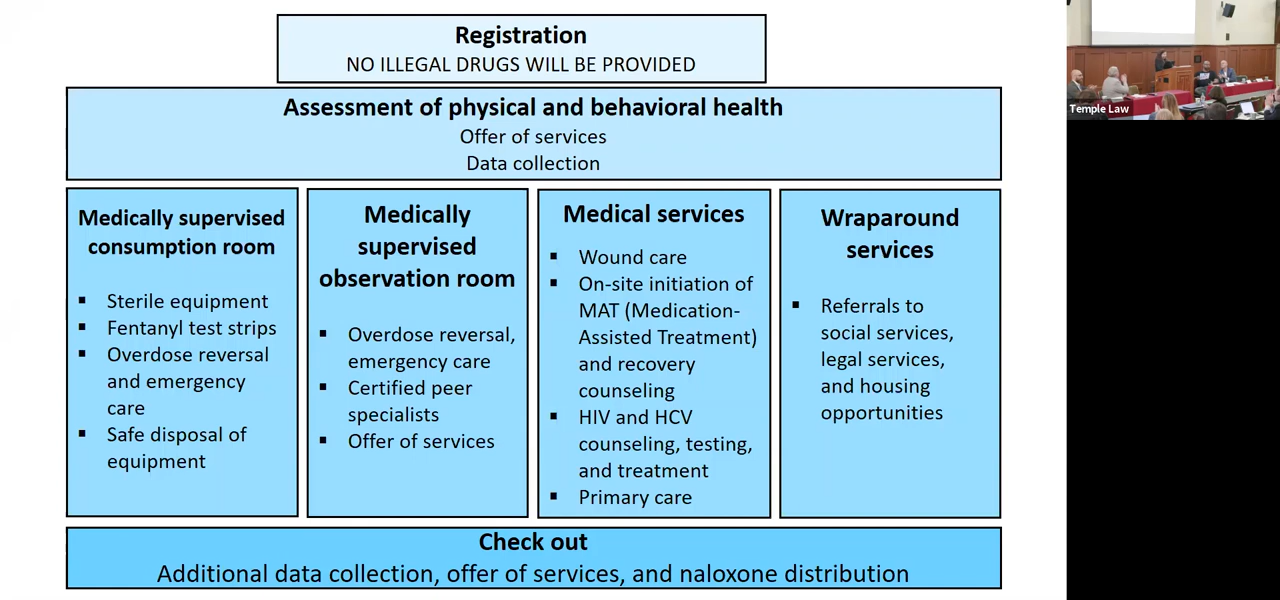 Registration
NO ILLEGAL DRUGS WILL BE PROVIDED
Assessment of physical and behavioral health
Offer of services
Data collection
Medically supervised
consumption room
▪ Sterile equipment
▪ Fentanyl test strips
▪ Overdose reversal
and emergency
care
▪ Safe disposal of
equipment
Medically
supervised
observation room
▪ Overdose reversal,
emergency care
▪ Certified peer
specialists
▪ Offer of services
Medical services
▪ Wound care
▪ On-site initiation of
MAT (Medication-
Assisted Treatment)
and recovery
counseling
▪ HIV and HCV
counseling, testing,
and treatment
▪ Primary care
Wraparound
services
▪ Referrals to
social services,
legal services,
and housing
opportunities
Check out
Additional data collection, offer of services, and naloxone distribution
Temple Law